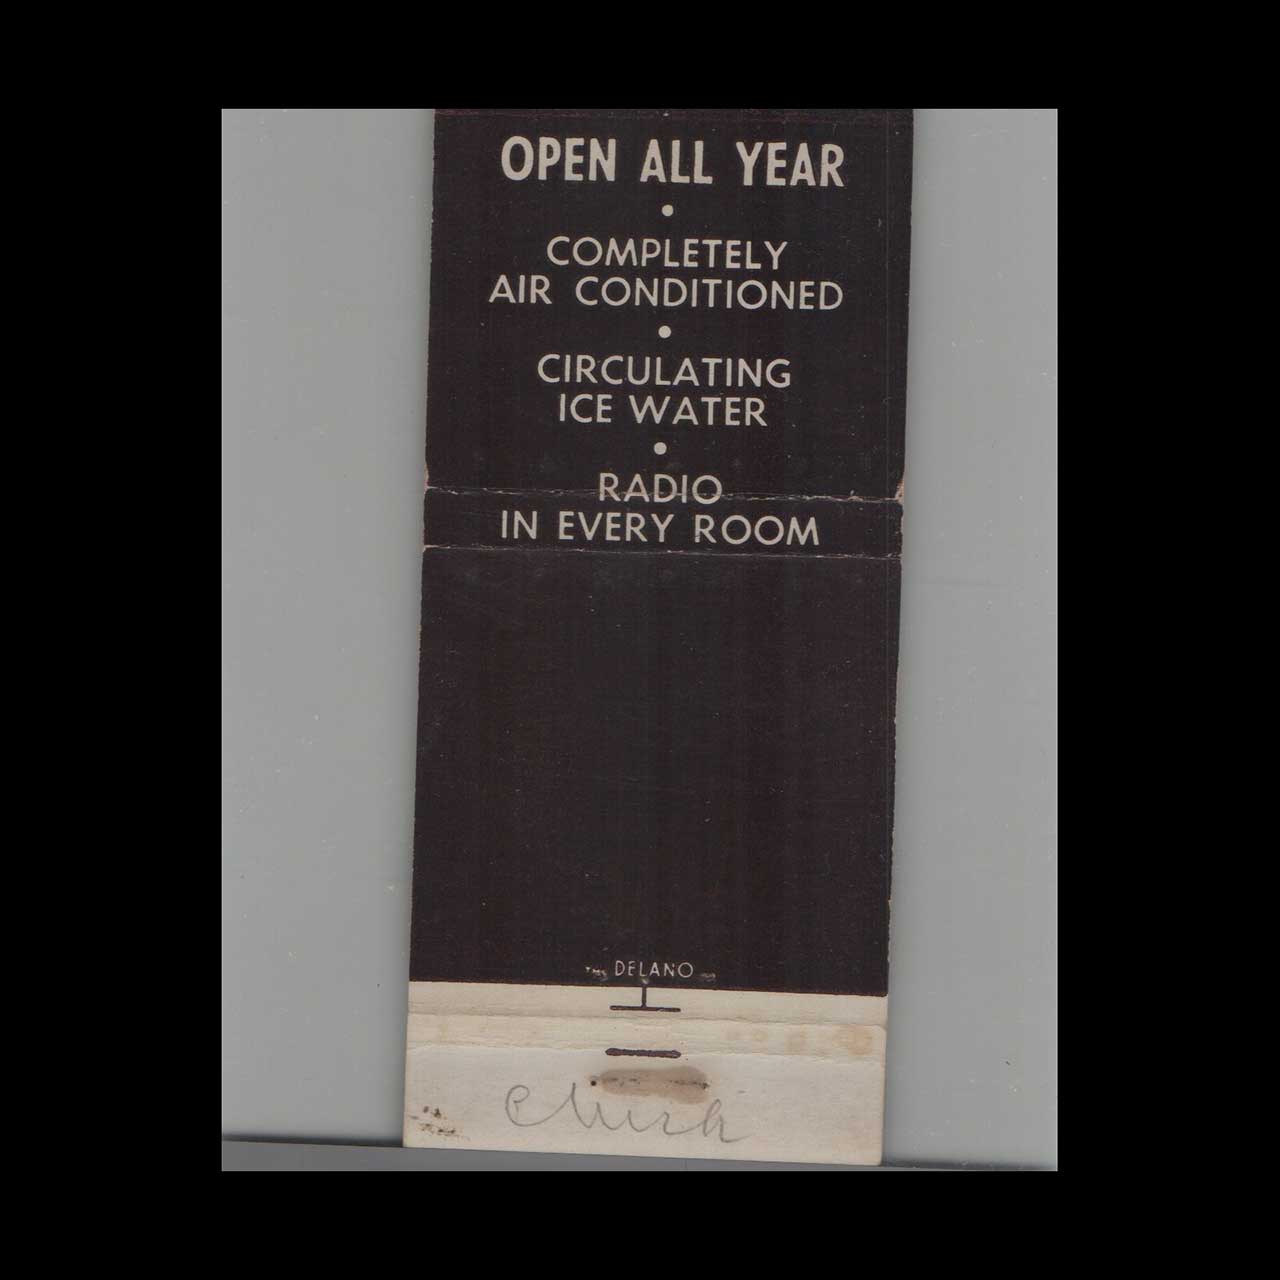 OPEN ALL YEAR
COMPLETELY
AIR CONDITIONED
CIRCULATING
ICE WATER
RADIO
IN EVERY ROOM
DELANO